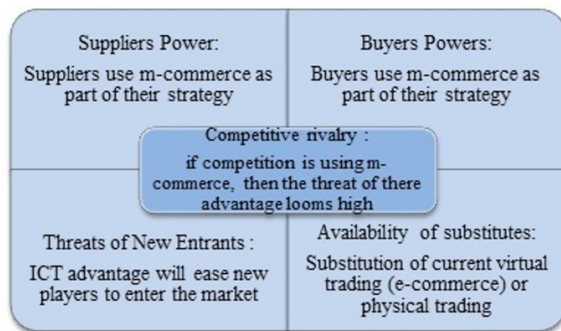 Suppliers Power:
Suppliers use m-commerce as
part of their strategy
Buyers Powers:
Buyers use m-commerce as
part of their strategy
Competitive rivalry :
if competition is using m-
commerce, then the threat of there
advantage looms high
Threats of New Entrants :
ICT advantage will ease new
players to enter the market
Availability of substitutes:
Substitution of current virtual
trading (e-commerce) or
physical trading